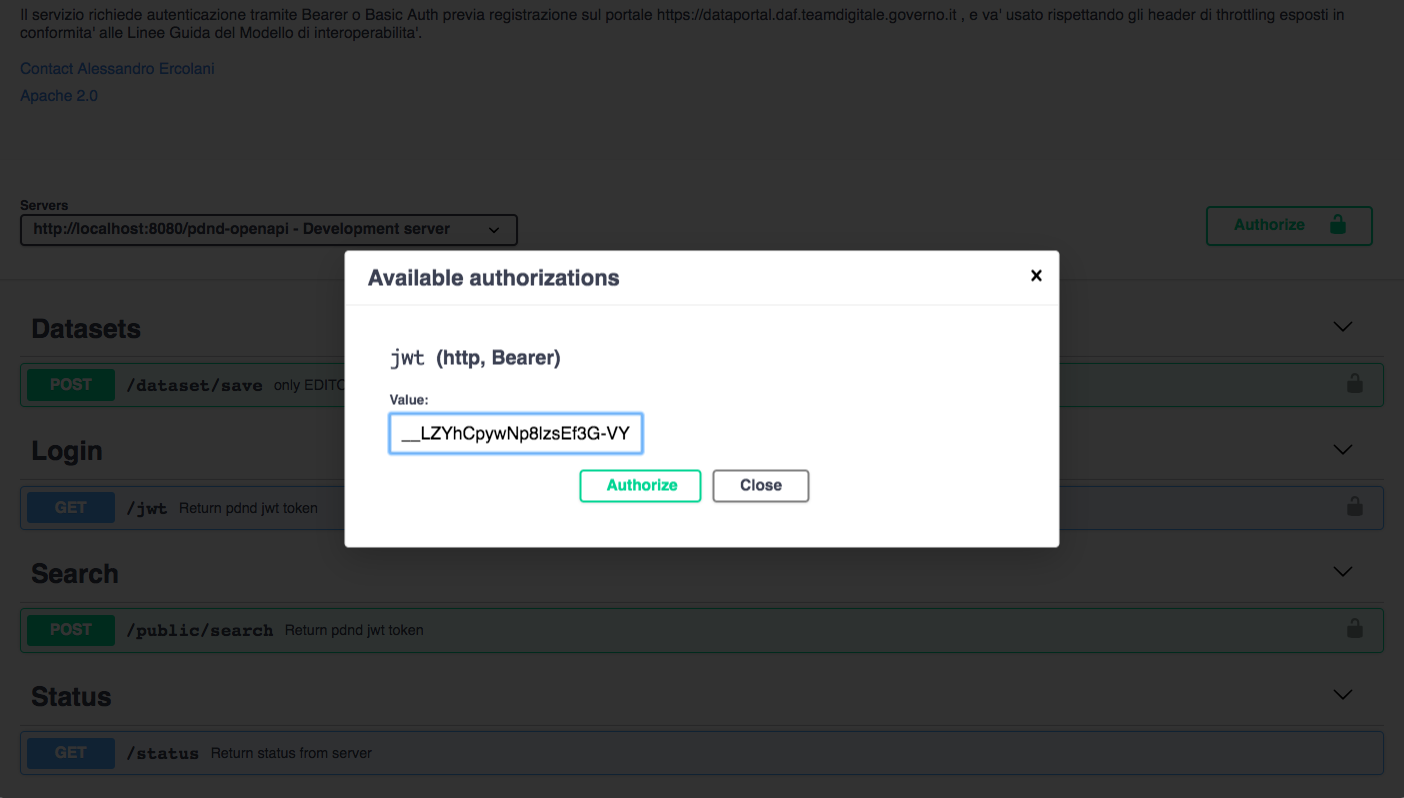 Il servizio richiede autenticazione tramite Bearer o Basic Auth previa registrazione sul portale https://dataportal.daf.teamdigitale.governo.it , e va' usato rispettando gli header di throttling esposti in
conformita' alle Linee Guida del Modello di interoperabilita'.
Contact Alessandro Ercolani
Apache 2.0
Servers
http://localhost:8080/pdnd-openapi - Development server
Authorize
Available authorizations
jwt (http, Bearer)
Value:
__LZYhCpywNp8lzsEf3G-VY
Authorize Close
Datasets
POST /dataset/save only EDITO
Login
GET /jwt Return pdnd jwt token
Search
POST /public/search Return pdnd jwt token
Status
GET /status Return status from server